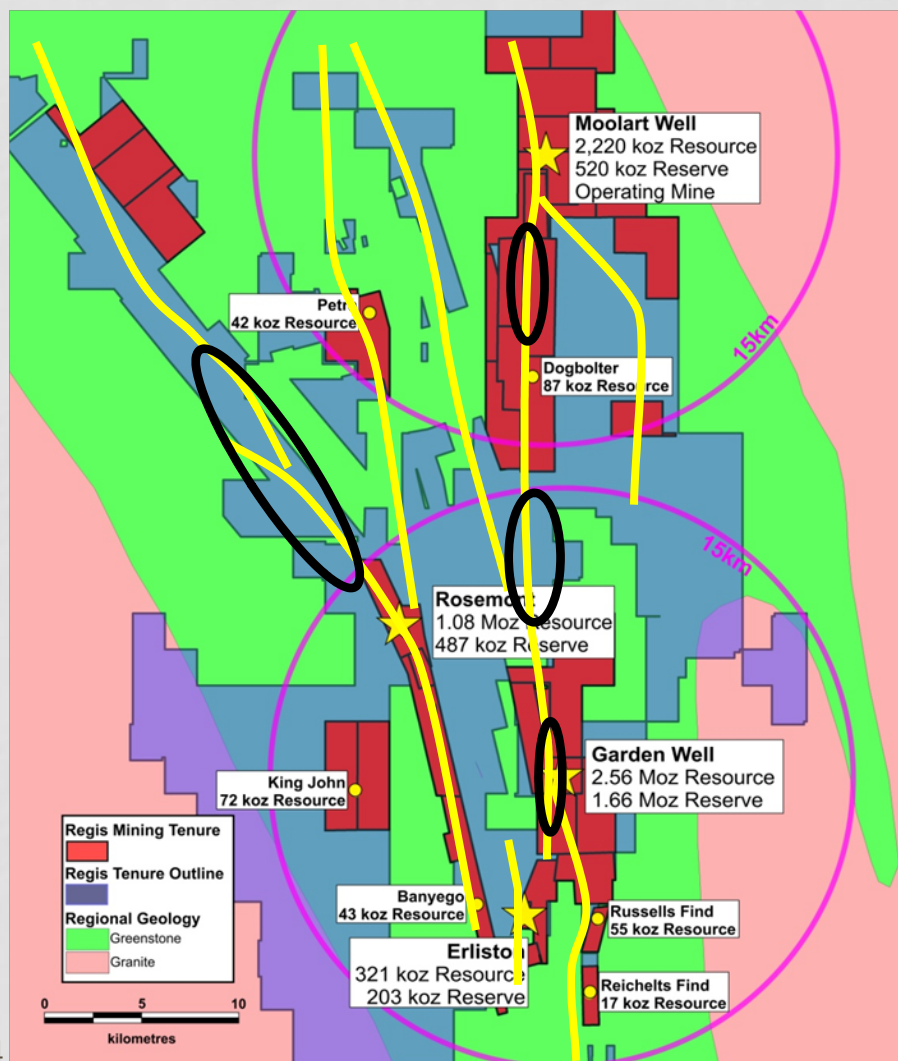 Moolart Well
2,220 koz Resource
520 koz Reserve
Operating Mine
Petra
42 koz Resource
15km
Dogbolter
87 koz Resource
15km
Rosemont
1.08 Moz Resource
487 koz Reserve
Garden Well
2.56 Moz Resource
1.66 Moz Reserve
King John
72 koz Resource
Regis Mining Tenure
Regis Tenure Outline
Regional Geology
Greenstone
Granite
Banyego
43 koz Resource
Russells Find
55 koz Resource
Erliston
321 koz Resource
203 koz Reserve
Reichelts Find
17 koz Resource
0 5 10
kilometres